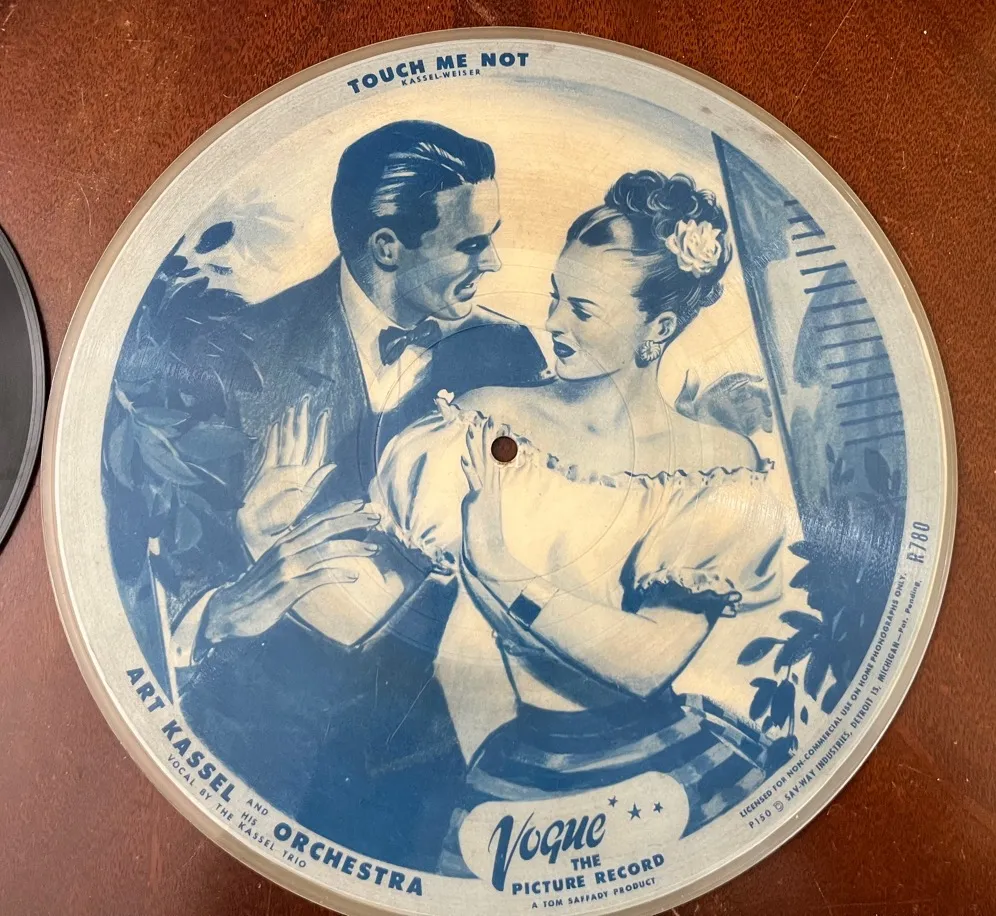 TOUCH ME NOT
KASSEL-WEISER
ART KASSEL AND HIS ORCHESTRA
VOCAL BY THE KASSEL TRIO
Vogue
THE
PICTURE RECORD
A TOM SAFFADY PRODUCT
R780
LICENSED FOR NON-COMMERCIAL USE ON HOME PHONOGRAPHS ONLY.
P150 © SAV-WAY INDUSTRIES, DETROIT 13, MICHIGAN—Pat. Pending.